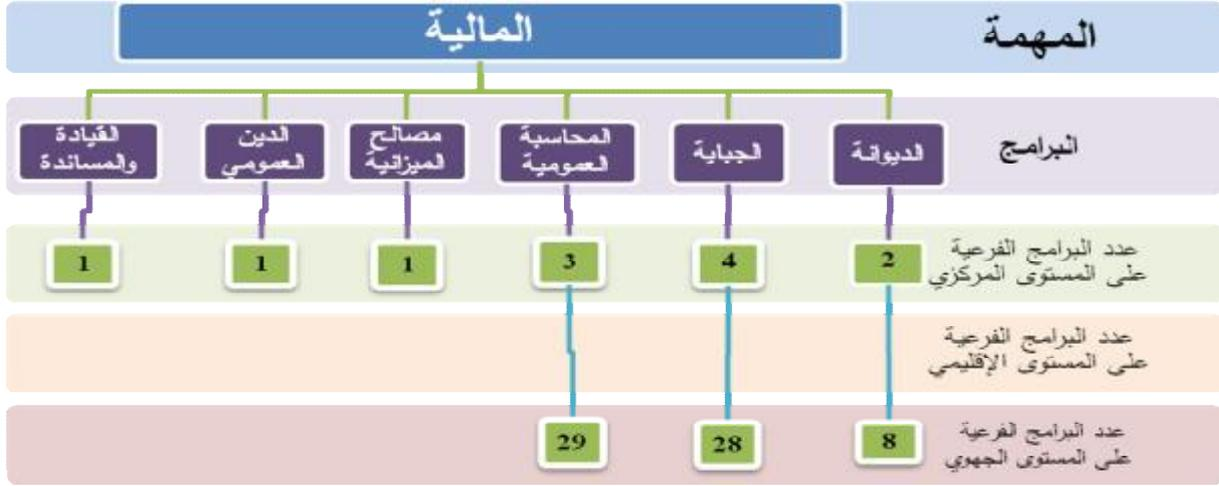 المهمة
المالية
البرامج
الديوانة
الجباية
المحاسبة
العمومية
مصالح
الميزانية
الدين
العمومي
القيادة
والمساندة
عدد البرامج الفرعية
على المستوى المركزي
2
4
3
1
1
1
عدد البرامج الفرعية
على المستوى الإقليمي
عدد البرامج الفرعية
على المستوى الجهوي
8
28
29